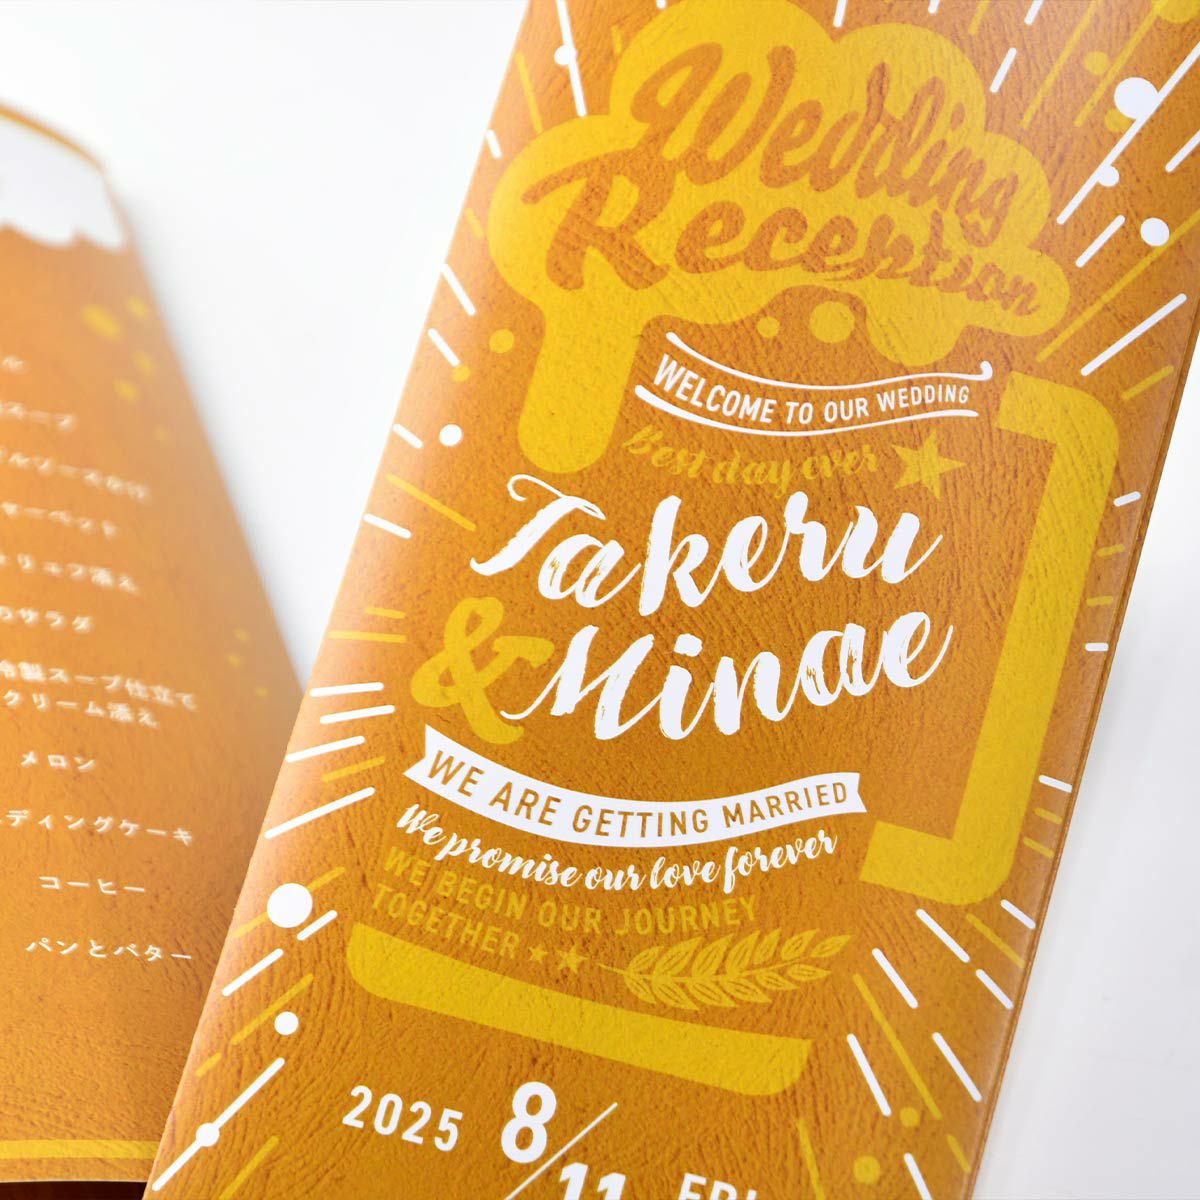 Wedding
Reception
WELCOME TO OUR WEDDING
Best day ever
Takeru
& Minae
WE ARE GETTING MARRIED
We promise our love forever
WE BEGIN OUR JOURNEY
TOGETHER
2025 8/11 FRI
スープ
ルソースがけ
ーベット
リュフ添え
のサラダ
冷製スープ仕立て
クリーム添え
メロン
ディングケーキ
コーヒー
パンとバター